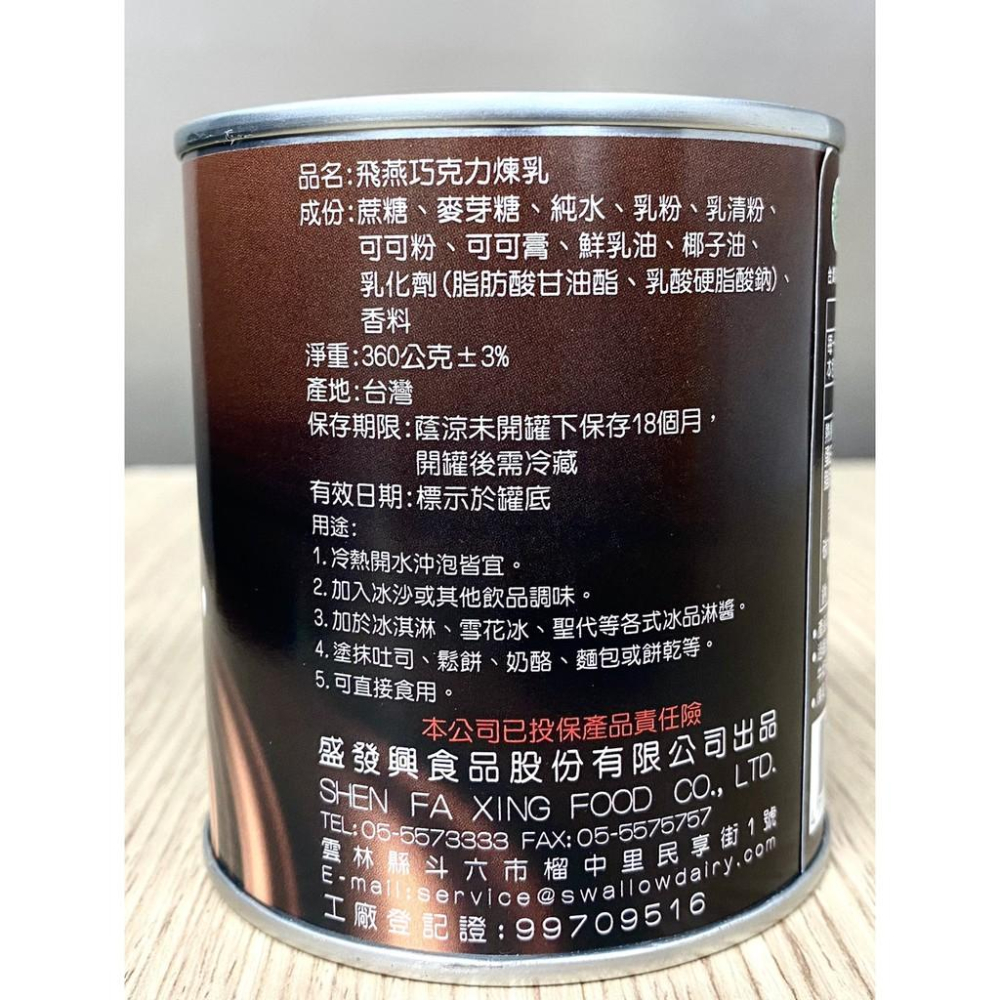 品名:飛燕巧克力煉乳
成份:蔗糖、麥芽糖、純水、乳粉、乳清粉、
可可粉、可可膏、鮮乳油、椰子油、
乳化劑(脂肪酸甘油酯、乳酸硬脂酸鈉)、
香料
淨重:360公克±3%
產地:台灣
保存期限:蔭涼未開罐下保存18個月，
開罐後需冷藏
有效日期:標示於罐底
用途:
1.冷熱開水沖泡皆宜。
2.加入冰沙或其他飲品調味。
3.加於冰淇淋、雪花冰、聖代等各式冰品淋醬。
4.塗抹吐司、鬆餅、奶酪、麵包或餅乾等。
5.可直接食用。
本公司已投保產品責任險
盛發興食品股份有限公司出品
SHEN FA XING FOOD CO., LTD.
TEL:05-5573333 FAX:05-5575757
雲林縣斗六市榴中里民享街1號
E-mail:service@swallowdairy.com
工廠登記證:99709516